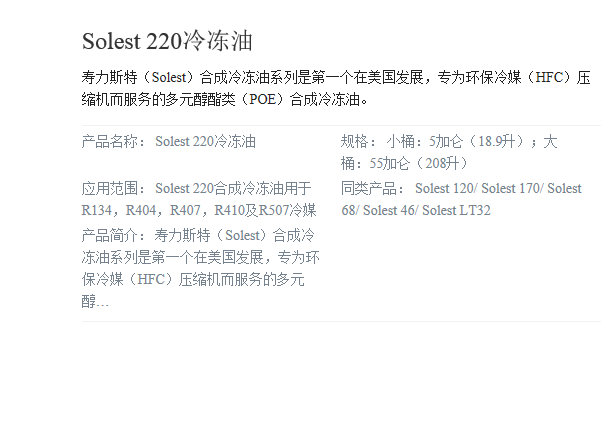 Solest 220冷冻油
寿力斯特（Solest）合成冷冻油系列是第一个在美国发展，专为环保冷媒（HFC）压
缩机而服务的多元醇酯类（POE）合成冷冻油。
产品名称： Solest 220冷冻油
规格： 小桶：5加仑（18.9升）；大
桶：55加仑（208升）
应用范围： Solest 220合成冷冻油用于
R134，R404，R407，R410及R507冷媒
同类产品： Solest 120/ Solest 170/ Solest
68/ Solest 46/ Solest LT32
产品简介： 寿力斯特（Solest）合成冷
冻油系列是第一个在美国发展，专为环
保冷媒（HFC）压缩机而服务的多元
醇…